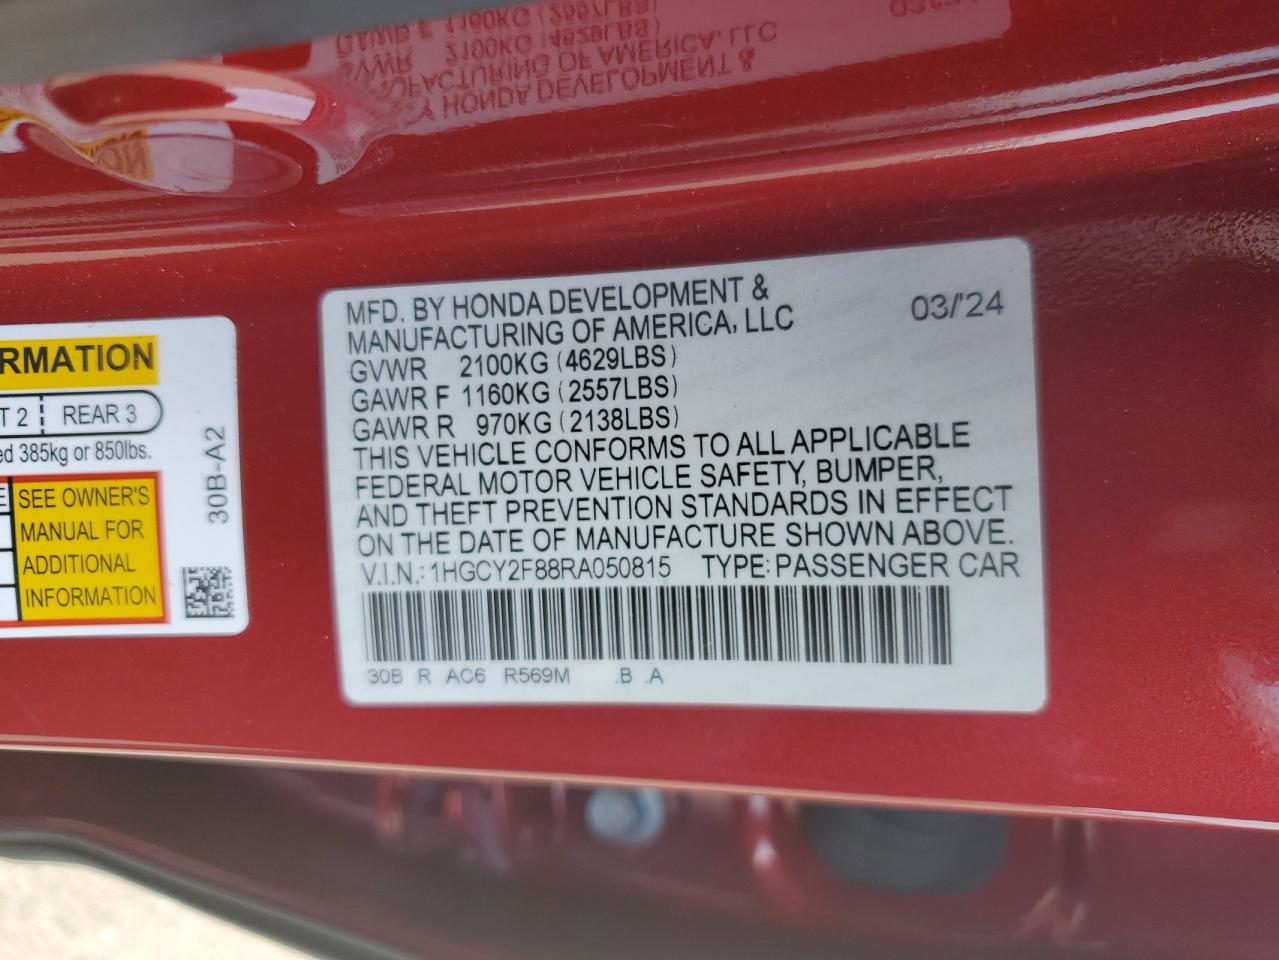 RMATION
T 2 REAR 3
ed 385kg or 850lbs.
E SEE OWNER'S
MANUAL FOR
ADDITIONAL
INFORMATION
30B-A2
MFD. BY HONDA DEVELOPMENT &
MANUFACTURING OF AMERICA, LLC 03/'24
GVWR 2100KG (4629LBS)
GAWR F 1160KG (2557LBS)
GAWR R 970KG (2138LBS)
THIS VEHICLE CONFORMS TO ALL APPLICABLE
FEDERAL MOTOR VEHICLE SAFETY, BUMPER,
AND THEFT PREVENTION STANDARDS IN EFFECT
ON THE DATE OF MANUFACTURE SHOWN ABOVE.
V.I.N.: 1HGCY2F88RA050815 TYPE: PASSENGER CAR
30B R AC6 R569M .B .A